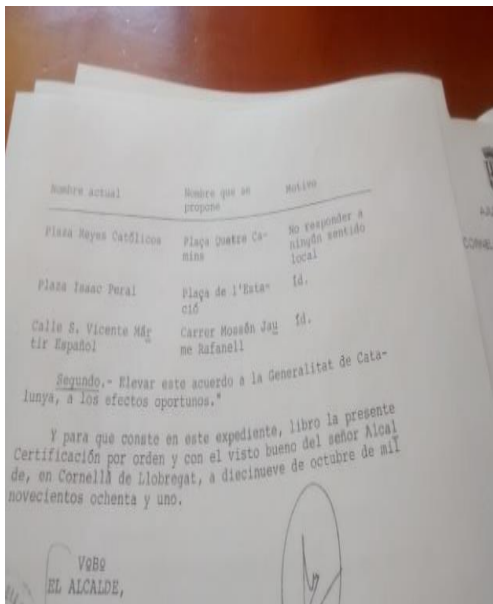 Nombre actual Nombre que se propone Motivo
Plaza Reyes Católicos Plaça Quatre Ca-
mins
No responder a
ningún sentido
local
Plaza Isaac Peral Plaça de l'Esta-
ció
Id.
Calle S. Vicente Már
tir Español
Carrer Mossén Jau
me Rafanell
Id.
Segundo.- Elevar este acuerdo a la Generalitat de Cata-
lunya, a los efectos oportunos."
Y para que conste en este expediente, libro la presente
Certificación por orden y con el visto bueno del señor Alcal
de, en Cornellà de Llobregat, a diecinueve de octubre de mil
novecientos ochenta y uno.
VºBº
EL ALCALDE,